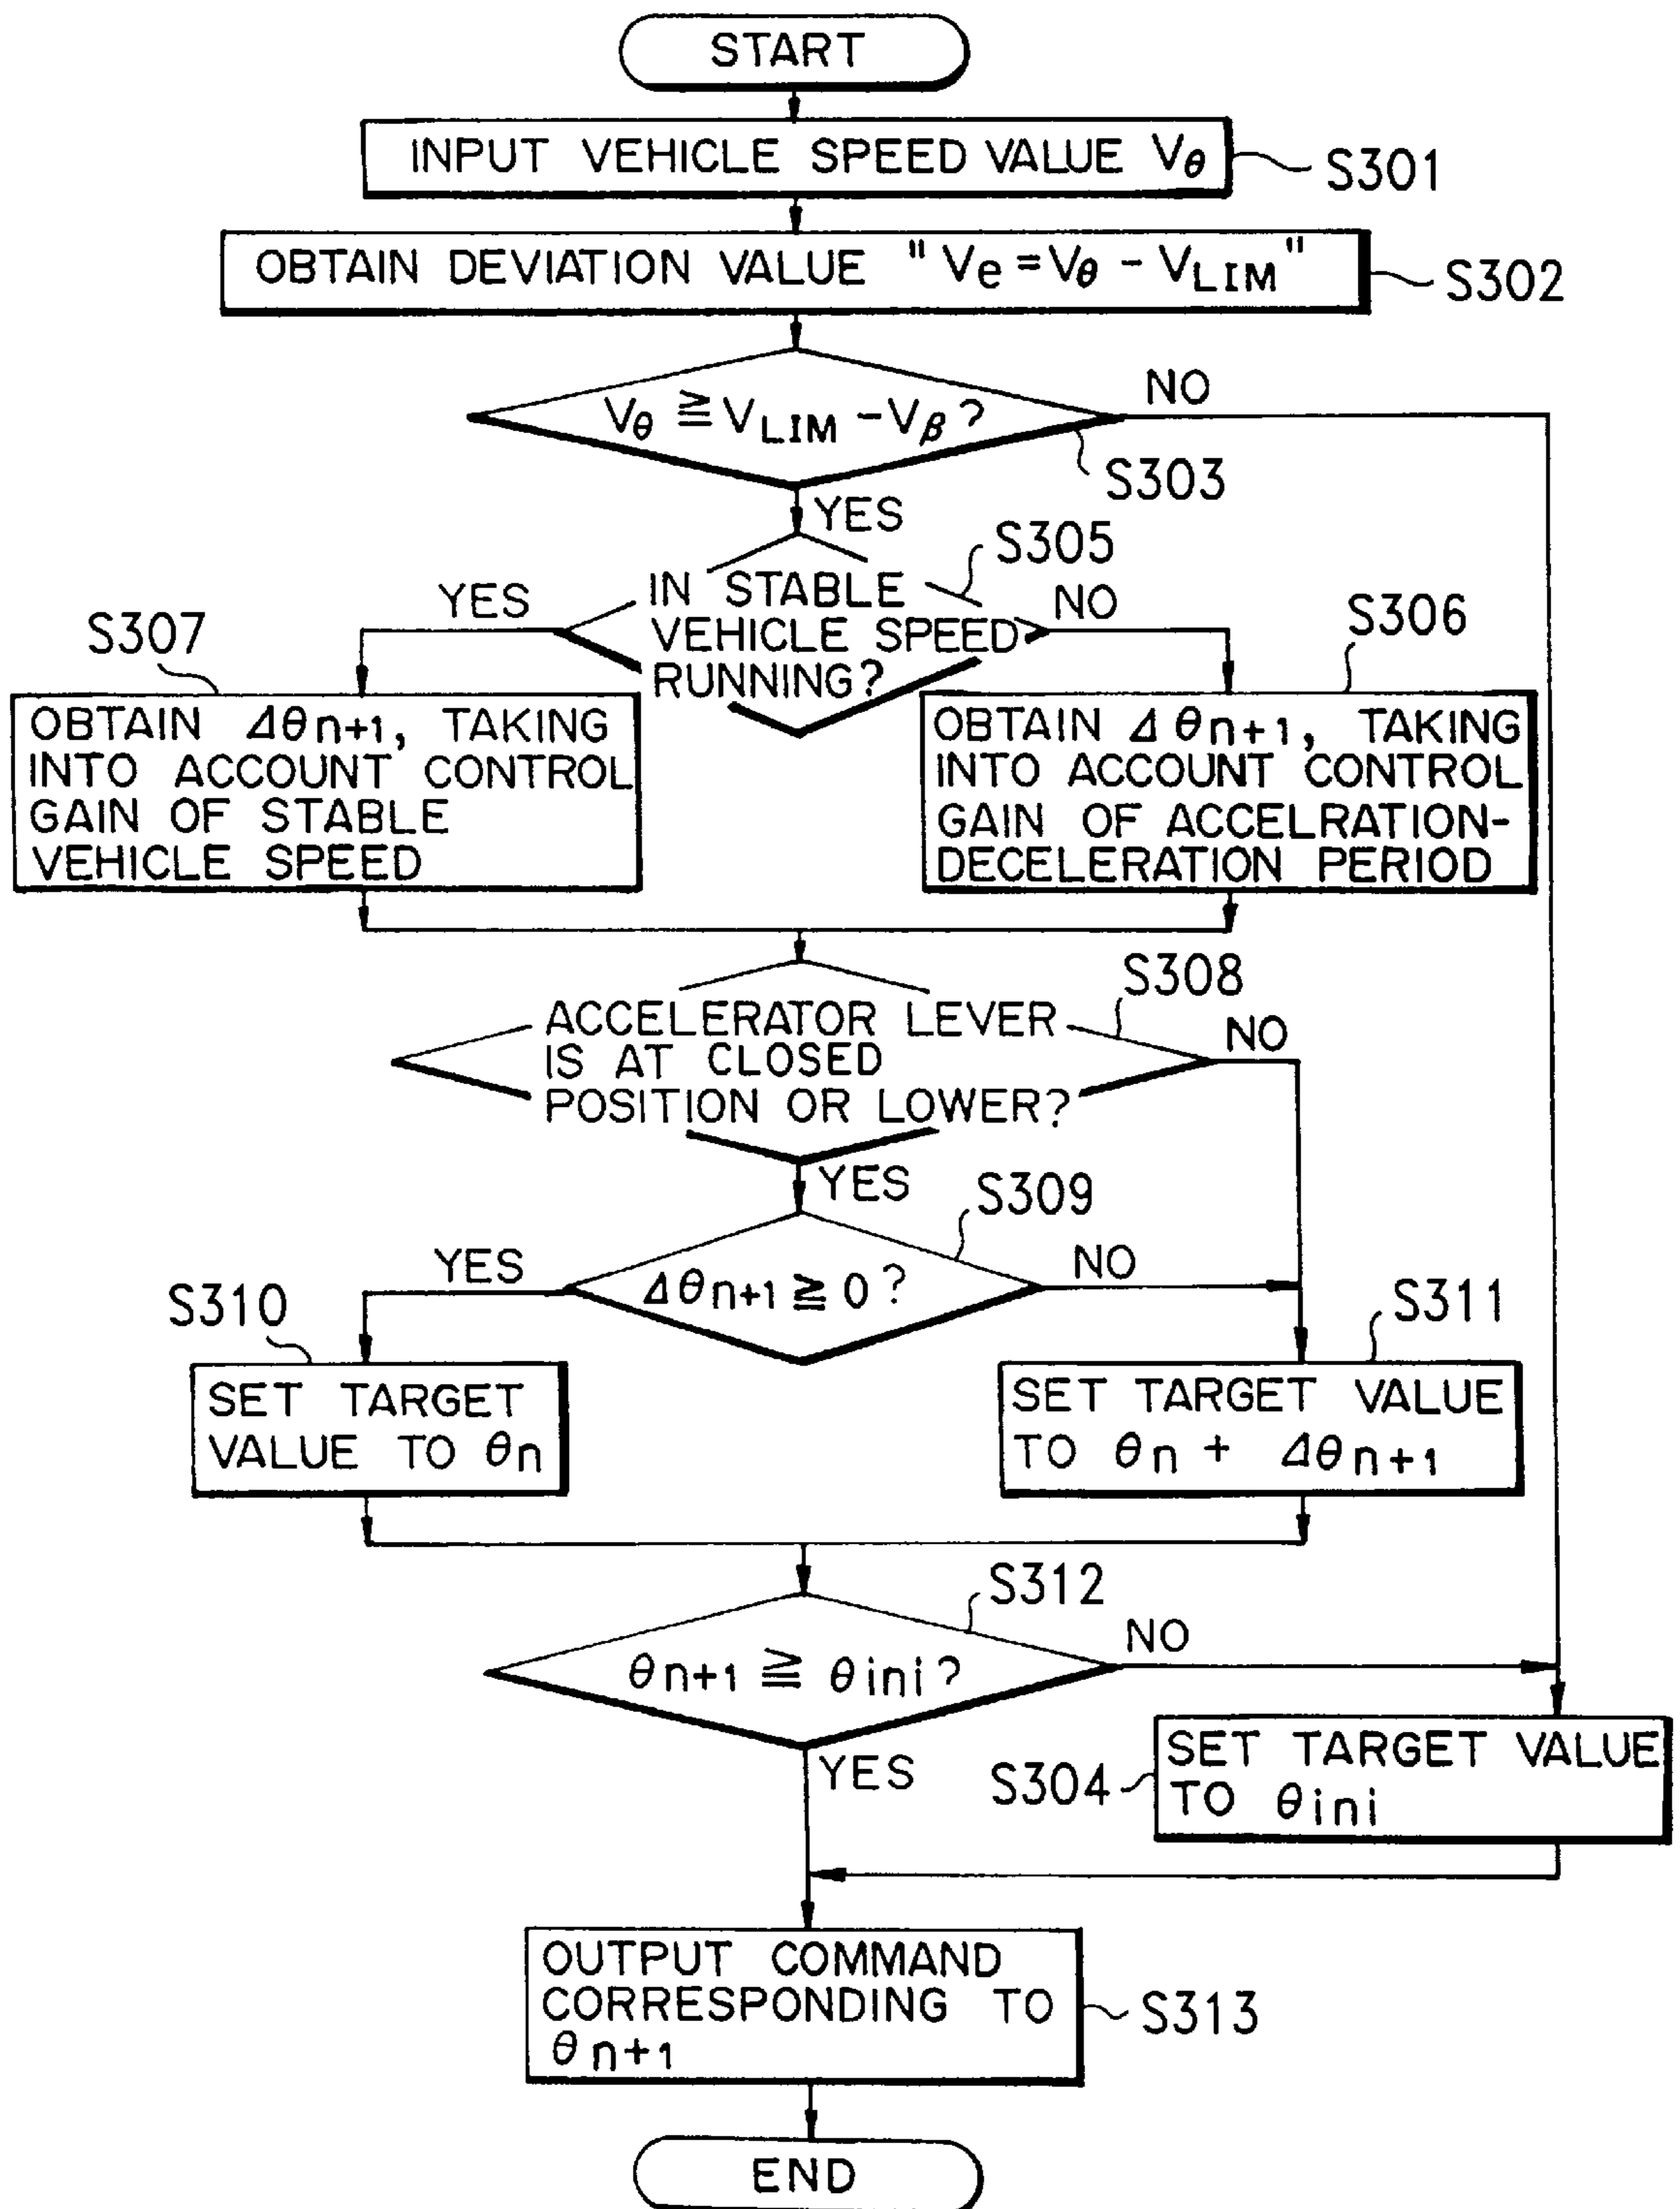 START
INPUT VEHICLE SPEED VALUE Vθ
S301
OBTAIN DEVIATION VALUE "Ve=Vθ - VLIM"
S302
Vθ ≧ VLIM - Vβ ?
NO
S303
YES
S305
IN STABLE
VEHICLE SPEED
RUNNING?
YES
NO
S307
S306
OBTAIN Δθn+1, TAKING
INTO ACCOUNT CONTROL
GAIN OF STABLE
VEHICLE SPEED
OBTAIN Δθn+1, TAKING
INTO ACCOUNT CONTROL
GAIN OF ACCELRATION-
DECELERATION PERIOD
S308
ACCELERATOR LEVER
IS AT CLOSED
POSITION OR LOWER?
NO
YES
S309
Δθn+1 ≧ 0 ?
YES
NO
S310
S311
SET TARGET
VALUE TO θn
SET TARGET VALUE
TO θn + Δθn+1
S312
θn+1 ≧ θini ?
NO
YES
S304
SET TARGET VALUE
TO θini
OUTPUT COMMAND
CORRESPONDING TO
θn+1
S313
END